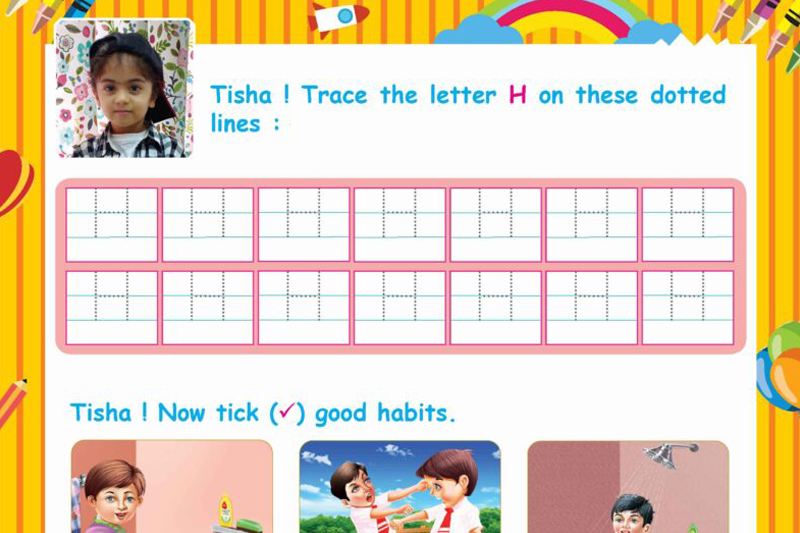 Tisha ! Trace the letter H on these dotted
lines :
H H H H H H H
H H H H H H H
Tisha ! Now tick (✓) good habits.